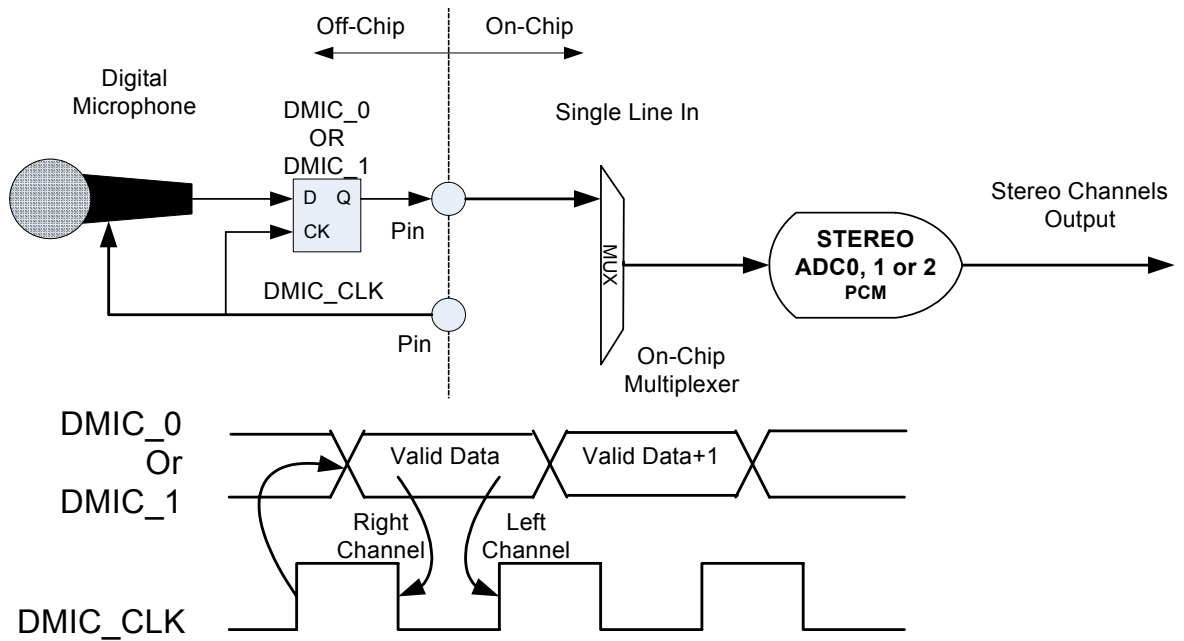 Off-Chip
On-Chip
Digital
Microphone
DMIC_0
OR
DMIC_1
Single Line In
D Q
CK
Pin
MUX
STEREO
ADC0, 1 or 2
PCM
Stereo Channels
Output
DMIC_CLK
Pin
On-Chip
Multiplexer
DMIC_0
Or
DMIC_1
Valid Data
Valid Data+1
Right
Channel
Left
Channel
DMIC_CLK